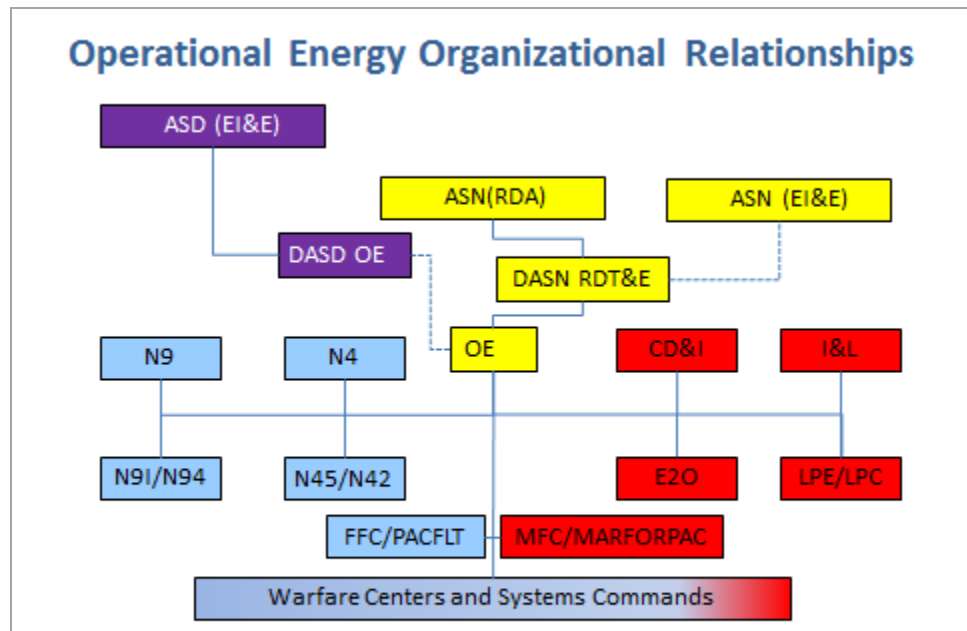 Operational Energy Organizational Relationships
ASD (EI&E)
ASN(RDA)
ASN (EI&E)
DASD OE
DASN RDT&E
OE
N9
N4
CD&I
I&L
N9I/N94
N45/N42
E2O
LPE/LPC
FFC/PACFLT
MFC/MARFORPAC
Warfare Centers and Systems Commands